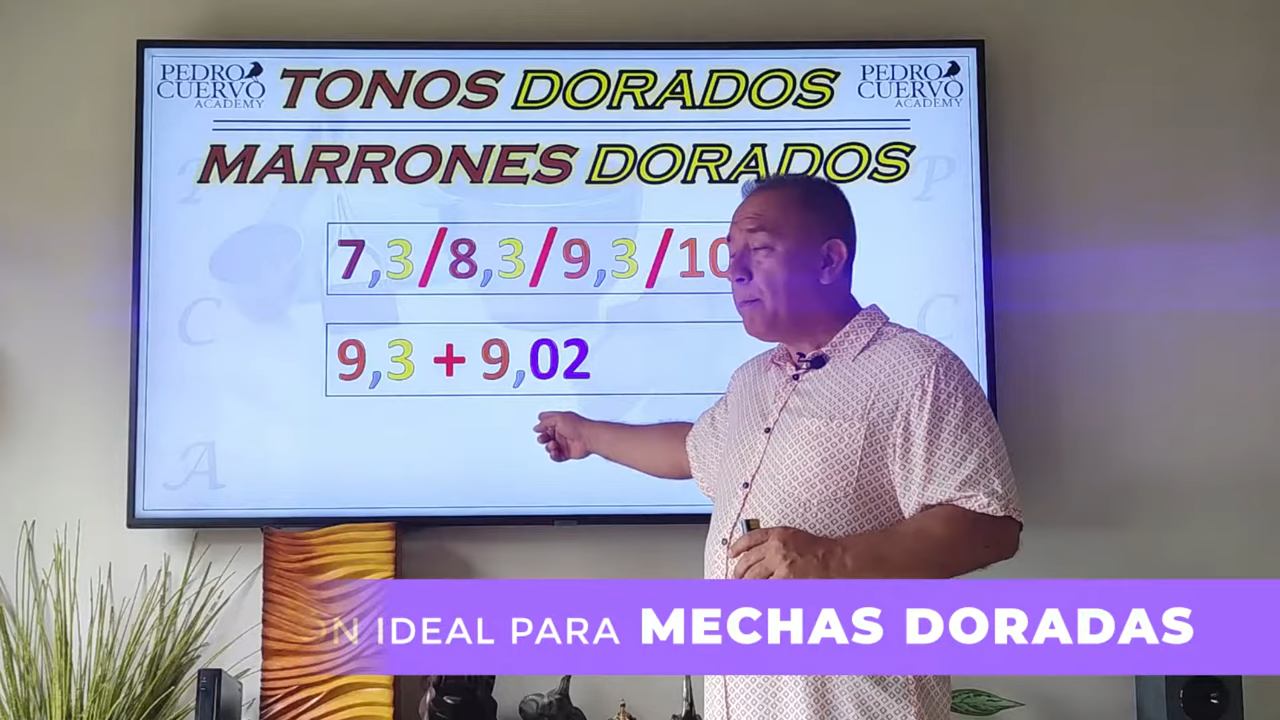 PEDRO
CUERVO
ACADEMY
TONOS DORADOS
PEDRO
CUERVO
ACADEMY
MARRONES DORADOS
P
P
7,3/8,3/9,3/10
C
C
9,3 + 9,02
A
IDEAL PARA MECHAS DORADAS